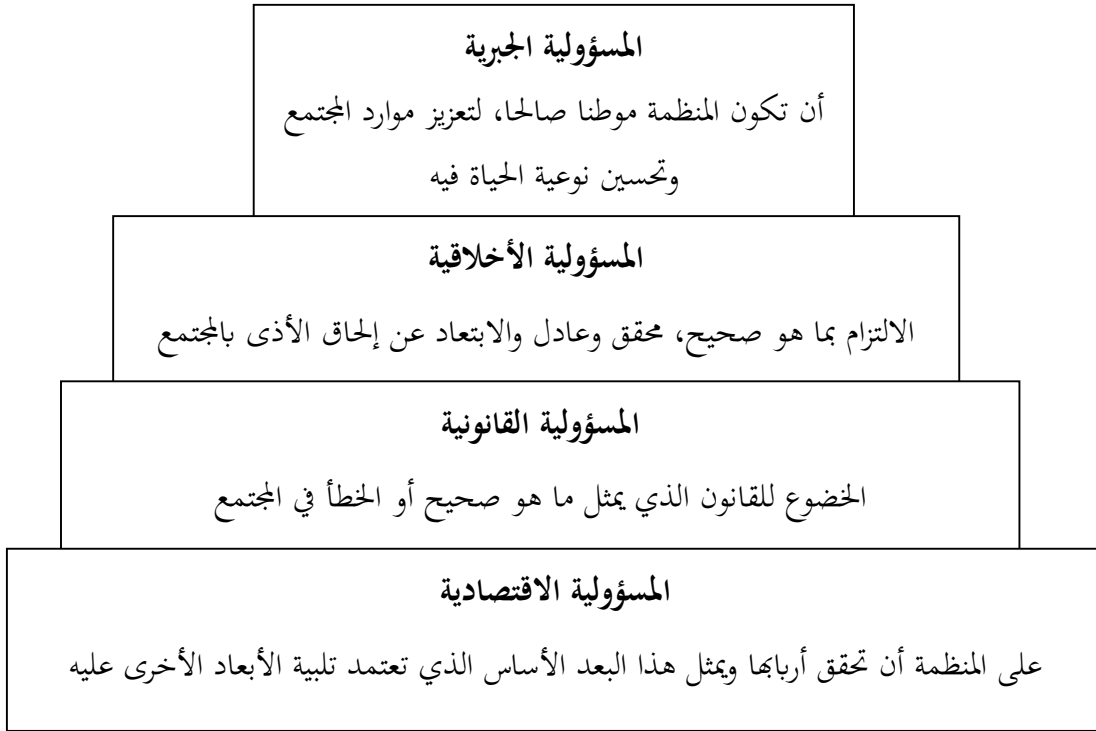 المسؤولية الجبرية
أن تكون المنظمة موطنا صالحا، لتعزيز موارد المجتمع
وتحسين نوعية الحياة فيه
المسؤولية الأخلاقية
الالتزام بما هو صحيح، محقق وعادل والابتعاد عن إلحاق الأذى بالمجتمع
المسؤولية القانونية
الخضوع للقانون الذي يمثل ما هو صحيح أو الخطأ في المجتمع
المسؤولية الاقتصادية
على المنظمة أن تحقق أرباها ويمثل هذا البعد الأساس الذي تعتمد تلبية الأبعاد الأخرى عليه